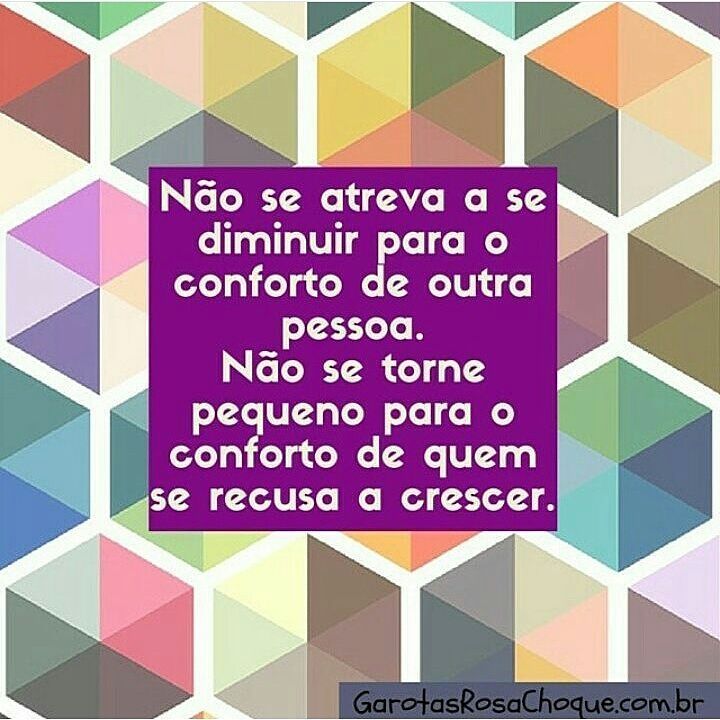 Não se atreva a se
diminuir para o
conforto de outra
pessoa.
Não se torne
pequeno para o
conforto de quem
se recusa a crescer.
GarotasRosaChoque.com.br